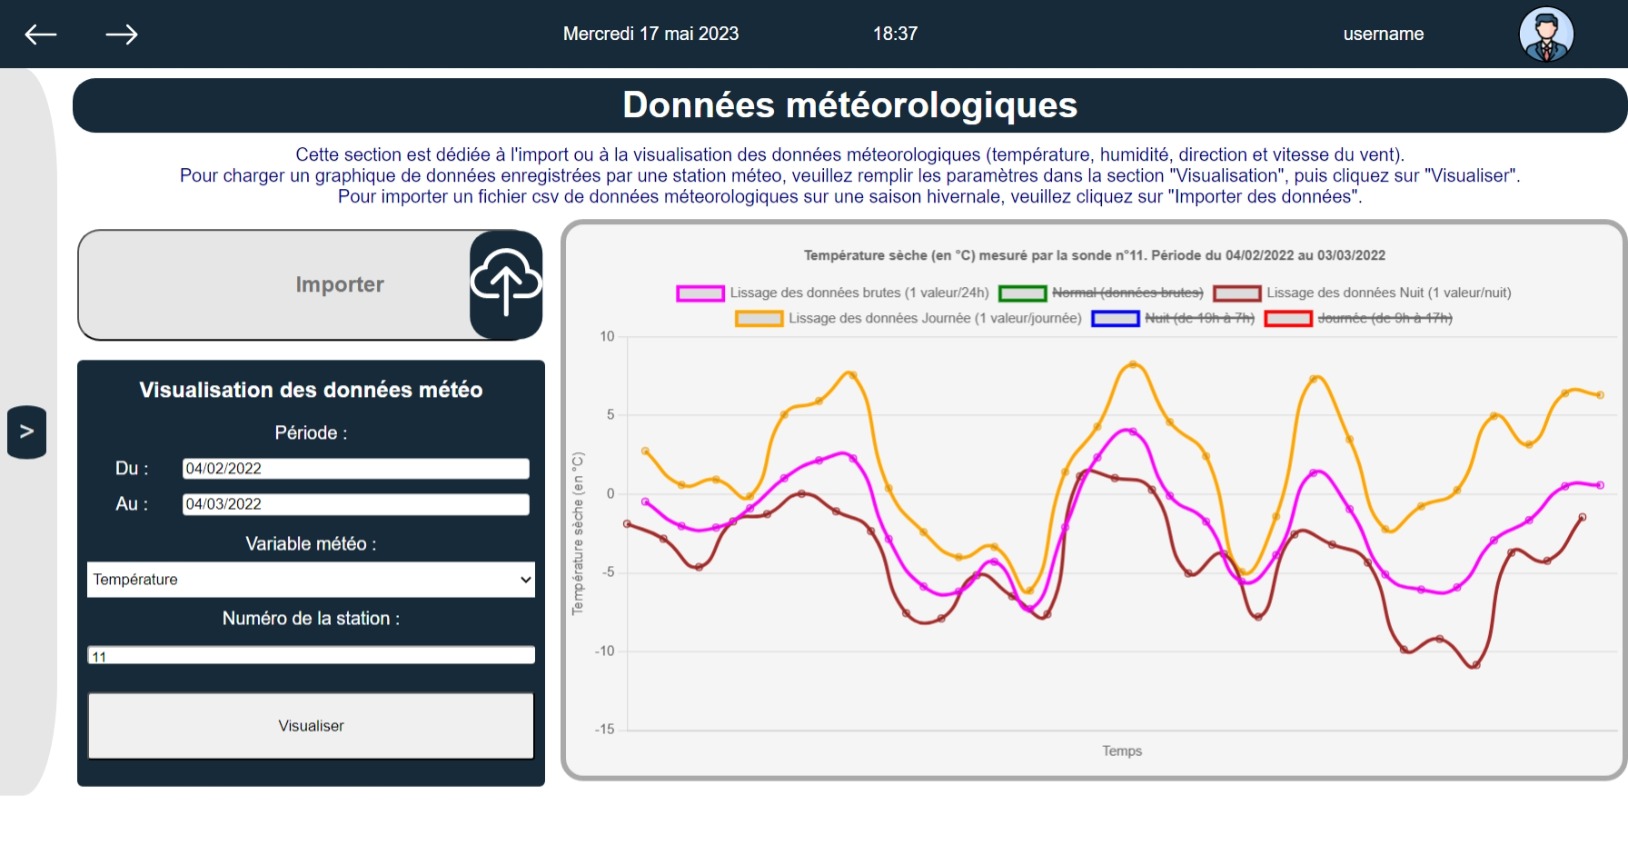 Mercredi 17 mai 2023 18:37 username
Données météorologiques
Cette section est dédiée à l'import ou à la visualisation des données méteorologiques (température, humidité, direction et vitesse du vent).
Pour charger un graphique de données enregistrées par une station méteo, veuillez remplir les paramètres dans la section "Visualisation", puis cliquez sur "Visualiser".
Pour importer un fichier csv de données méteorologiques sur une saison hivernale, veuillez cliquez sur "Importer des données".
Importer
>
Visualisation des données météo
Période :
Du : 04/02/2022
Au : 04/03/2022
Variable météo :
Température
Numéro de la station :
11
Visualiser
Température sèche (en °C) mesuré par la sonde n°11. Période du 04/02/2022 au 03/03/2022
Lissage des données brutes (1 valeur/24h) Normal (données brutes) Lissage des données Nuit (1 valeur/nuit)
Lissage des données Journée (1 valeur/journée) Nuit (de 19h à 7h) Journée (de 9h à 17h)
Température sèche (en °C)
10
5
0
-5
-10
-15
Temps